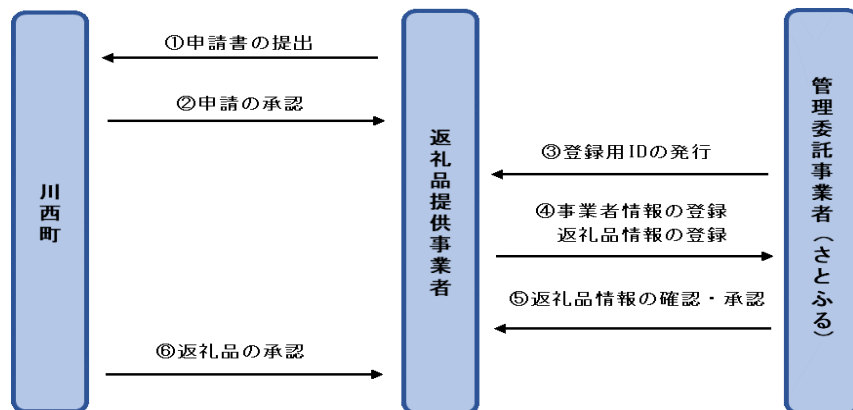 ①申請書の提出
②申請の承認
③登録用IDの発行
④事業者情報の登録
返礼品情報の登録
⑤返礼品情報の確認・承認
⑥返礼品の承認
川西町
返礼品提供事業者
管理委託事業者（さとふる）